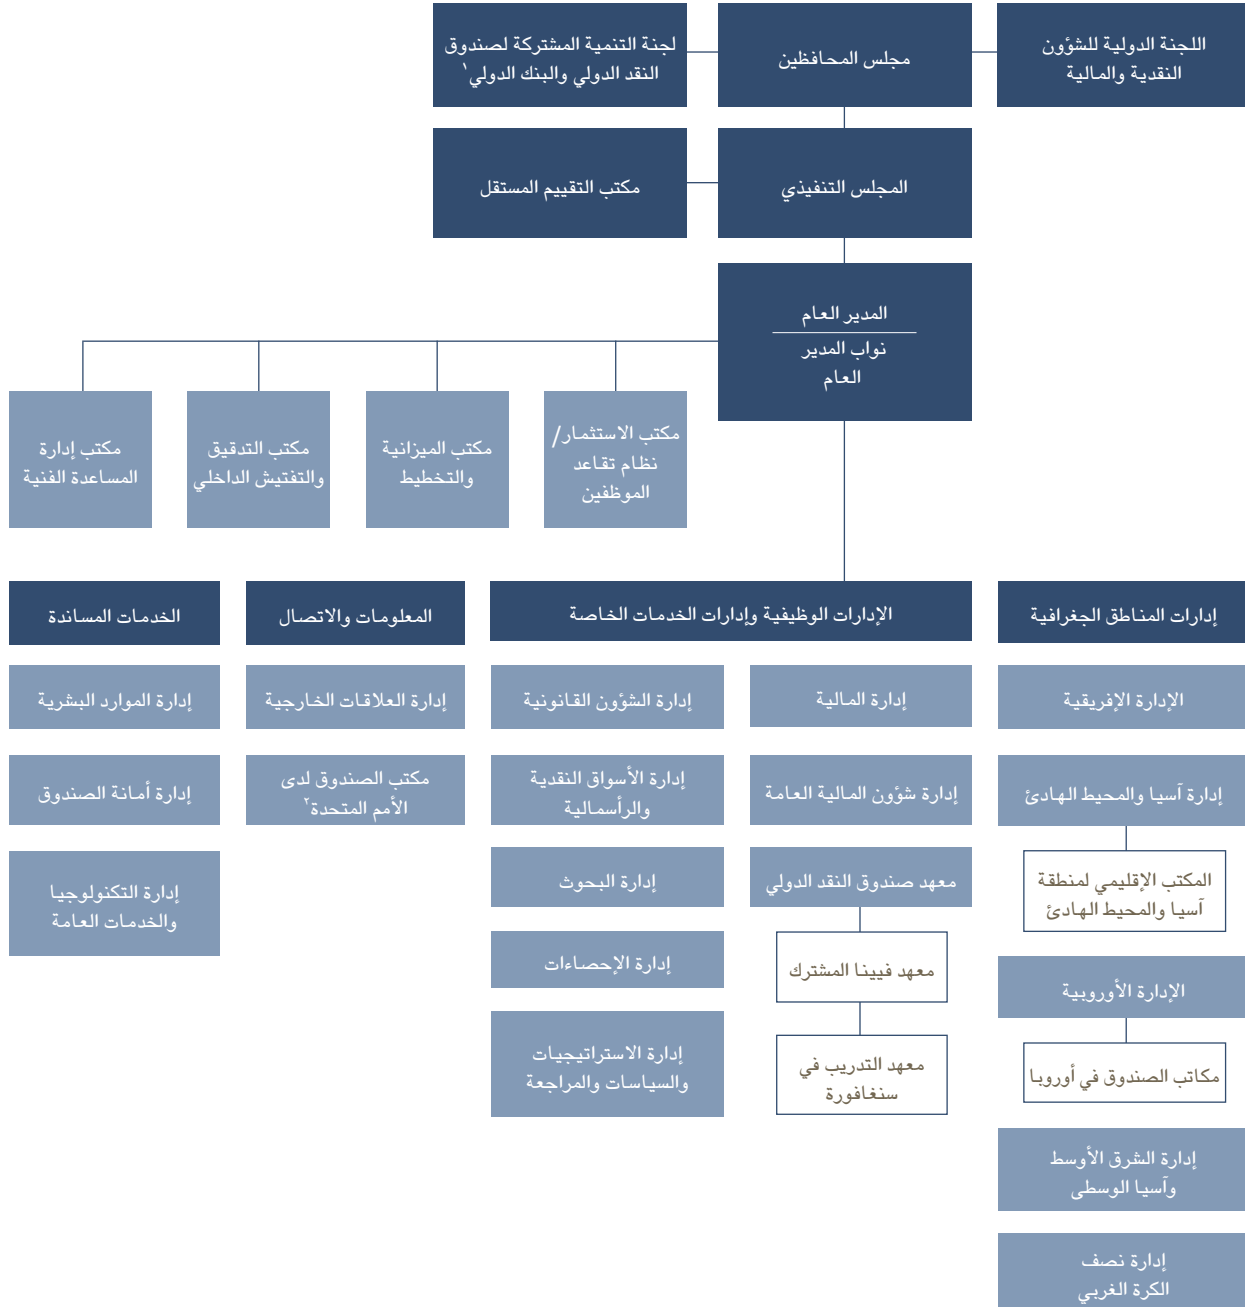 اللجنة الدولية للشؤون
النقدية والمالية
مجلس المحافظين
لجنة التنمية المشتركة لصندوق
النقد الدولي والبنك الدولي١
المجلس التنفيذي
مكتب التقييم المستقل
المدير العام
نواب المدير
العام
مكتب الاستثمار/
نظام تقاعد
الموظفين
مكتب الميزانية
والتخطيط
مكتب التدقيق
والتفتيش الداخلي
مكتب إدارة
المساعدة الفنية
إدارات المناطق الجغرافية
الإدارة الإفريقية
إدارة آسيا والمحيط الهادئ
المكتب الإقليمي لمنطقة
آسيا والمحيط الهادئ
الإدارة الأوروبية
مكاتب الصندوق في أوروبا
إدارة الشرق الأوسط
وآسيا الوسطى
إدارة نصف
الكرة الغربي
الإدارات الوظيفية وإدارات الخدمات الخاصة
إدارة المالية
إدارة شؤون المالية العامة
معهد صندوق النقد الدولي
معهد فيينا المشترك
معهد التدريب في
سنغافورة
إدارة الشؤون القانونية
إدارة الأسواق النقدية
والرأسمالية
إدارة البحوث
إدارة الإحصاءات
إدارة الاستراتيجيات
والسياسات والمراجعة
المعلومات والاتصال
إدارة العلاقات الخارجية
مكتب الصندوق لدى
الأمم المتحدة٢
الخدمات المساندة
إدارة الموارد البشرية
إدارة أمانة الصندوق
إدارة التكنولوجيا
والخدمات العامة